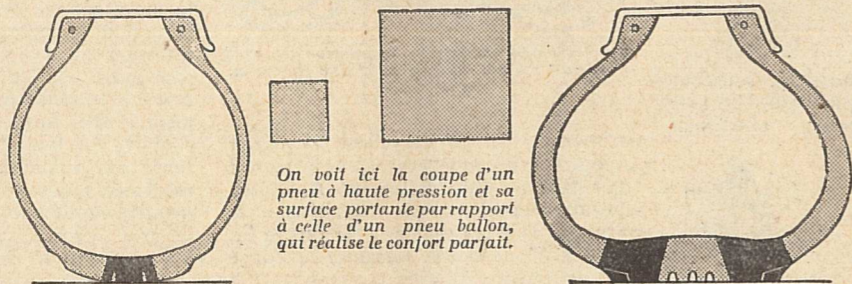 On voit ici la coupe d'un
pneu à haute pression et sa
surface portante par rapport
à celle d'un pneu ballon,
qui réalise le confort parfait.